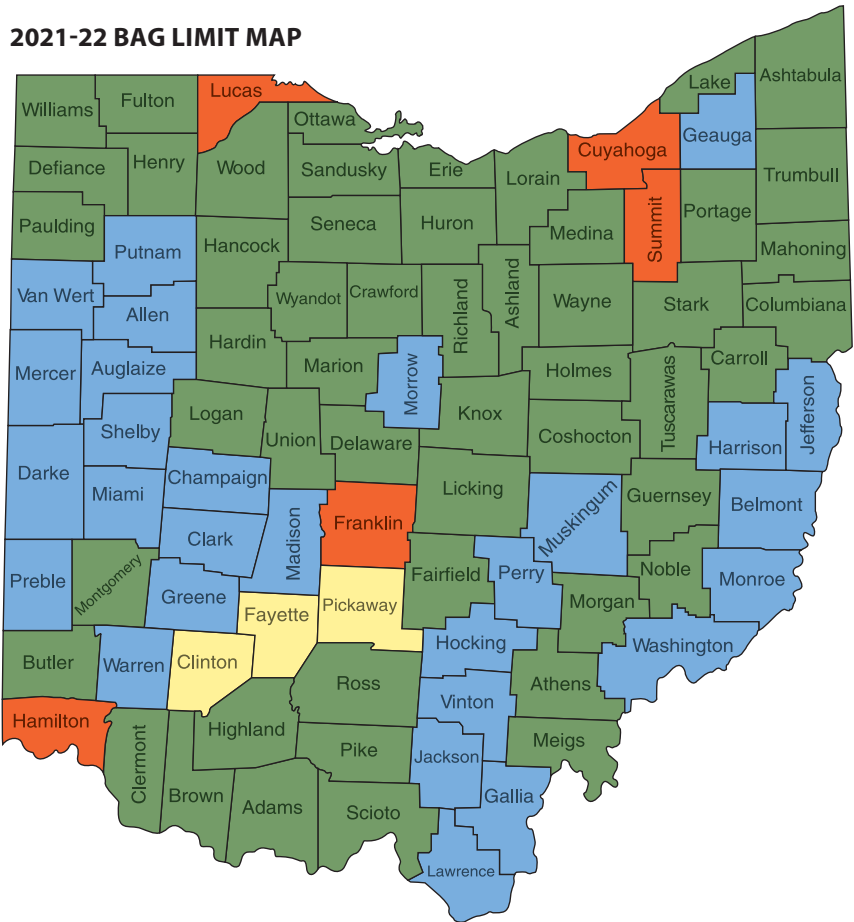 2021-22 BAG LIMIT MAP
Williams
Fulton
Lucas
Ottawa
Lake
Ashtabula
Geauga
Cuyahoga
Defiance
Henry
Wood
Sandusky
Erie
Lorain
Trumbull
Paulding
Putnam
Hancock
Seneca
Huron
Medina
Summit
Portage
Mahoning
Van Wert
Allen
Wyandot
Crawford
Richland
Ashland
Wayne
Stark
Columbiana
Mercer
Auglaize
Hardin
Marion
Morrow
Holmes
Tuscarawas
Carroll
Jefferson
Shelby
Logan
Union
Delaware
Knox
Coshocton
Harrison
Darke
Miami
Champaign
Licking
Muskingum
Guernsey
Belmont
Clark
Madison
Franklin
Preble
Montgomery
Greene
Fayette
Pickaway
Fairfield
Perry
Morgan
Noble
Monroe
Butler
Warren
Clinton
Ross
Hocking
Athens
Washington
Hamilton
Clermont
Highland
Pike
Vinton
Jackson
Meigs
Brown
Adams
Scioto
Gallia
Lawrence